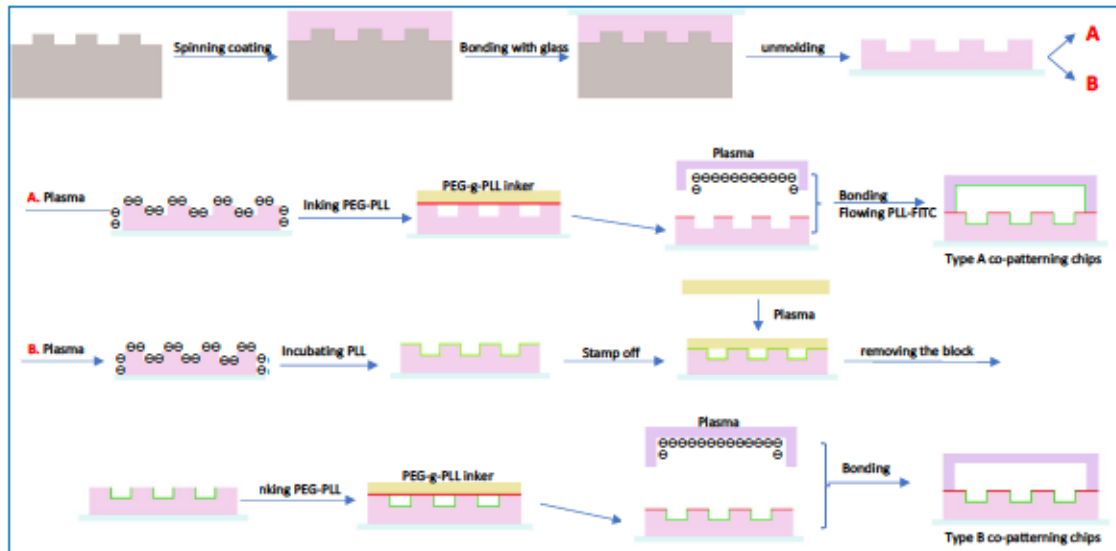 Spinning coating
Bonding with glass
unmolding
A
B
A. Plasma
Inking PEG-PLL
PEG-g-PLL inker
Plasma
Bonding
Flowing PLL-FITC
Type A co-patterning chips
B. Plasma
Incubating PLL
Stamp off
Plasma
removing the block
nking PEG-PLL
PEG-g-PLL inker
Plasma
Bonding
Type B co-patterning chips